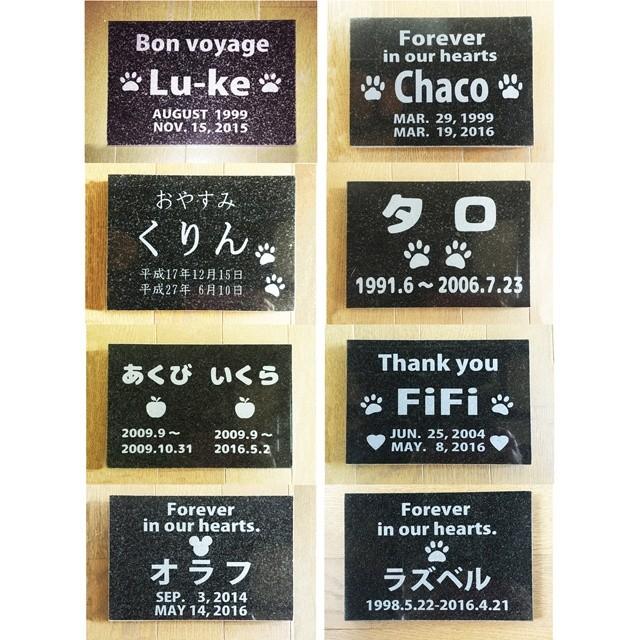 Bon voyage
Lu-ke
AUGUST 1999
NOV. 15, 2015
Forever
in our hearts
Chaco
MAR. 29, 1999
MAR. 19, 2016
おやすみ
くりん
平成17年12月15日
平成27年 6月10日
タロ
1991.6～2006.7.23
あくび いくら
2009.9～ 2009.9～
2009.10.31 2016.5.2
Thank you
FiFi
JUN. 25, 2004
MAY. 8, 2016
Forever
in our hearts.
オラフ
SEP. 3, 2014
MAY 14, 2016
Forever
in our hearts.
ラズベル
1998.5.22-2016.4.21